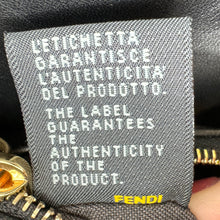 L'ETICHETTA
GARANTISCE
L'AUTENTICITA'
DEL PRODOTTO.
THE LABEL
GUARANTEES
THE
AUTHENTICITY
OF THE
PRODUCT.
FENDI